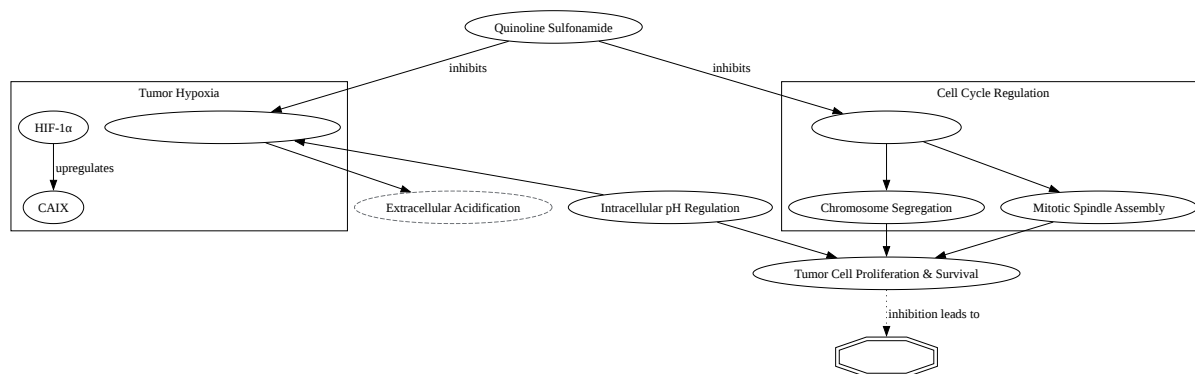 Quinoline Sulfonamide
inhibits
inhibits
Tumor Hypoxia
Cell Cycle Regulation
HIF-1α
upregulates
CAIX
Extracellular Acidification
Intracellular pH Regulation
Chromosome Segregation
Mitotic Spindle Assembly
Tumor Cell Proliferation & Survival
inhibition leads to